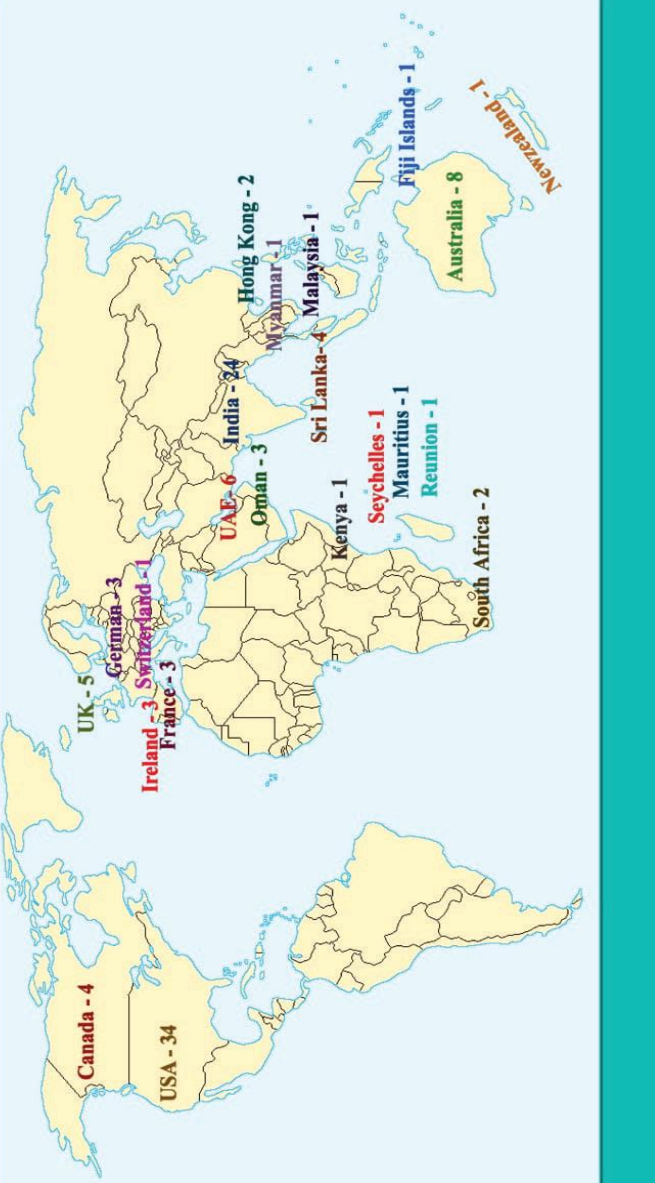 Canada - 4
USA - 34
UK - 5
German - 3
Switzerland - 1
Ireland - 3
France - 3
UAE- 6
Oman - 3
India - 24
Hong Kong - 2
Myanmar -1
Malaysia - 1
Sri Lanka- 4
Kenya - 1
Seychelles - 1
Mauritius - 1
Reunion - 1
South Africa - 2
Fiji Islands - 1
Australia - 8
Newzealand - 1